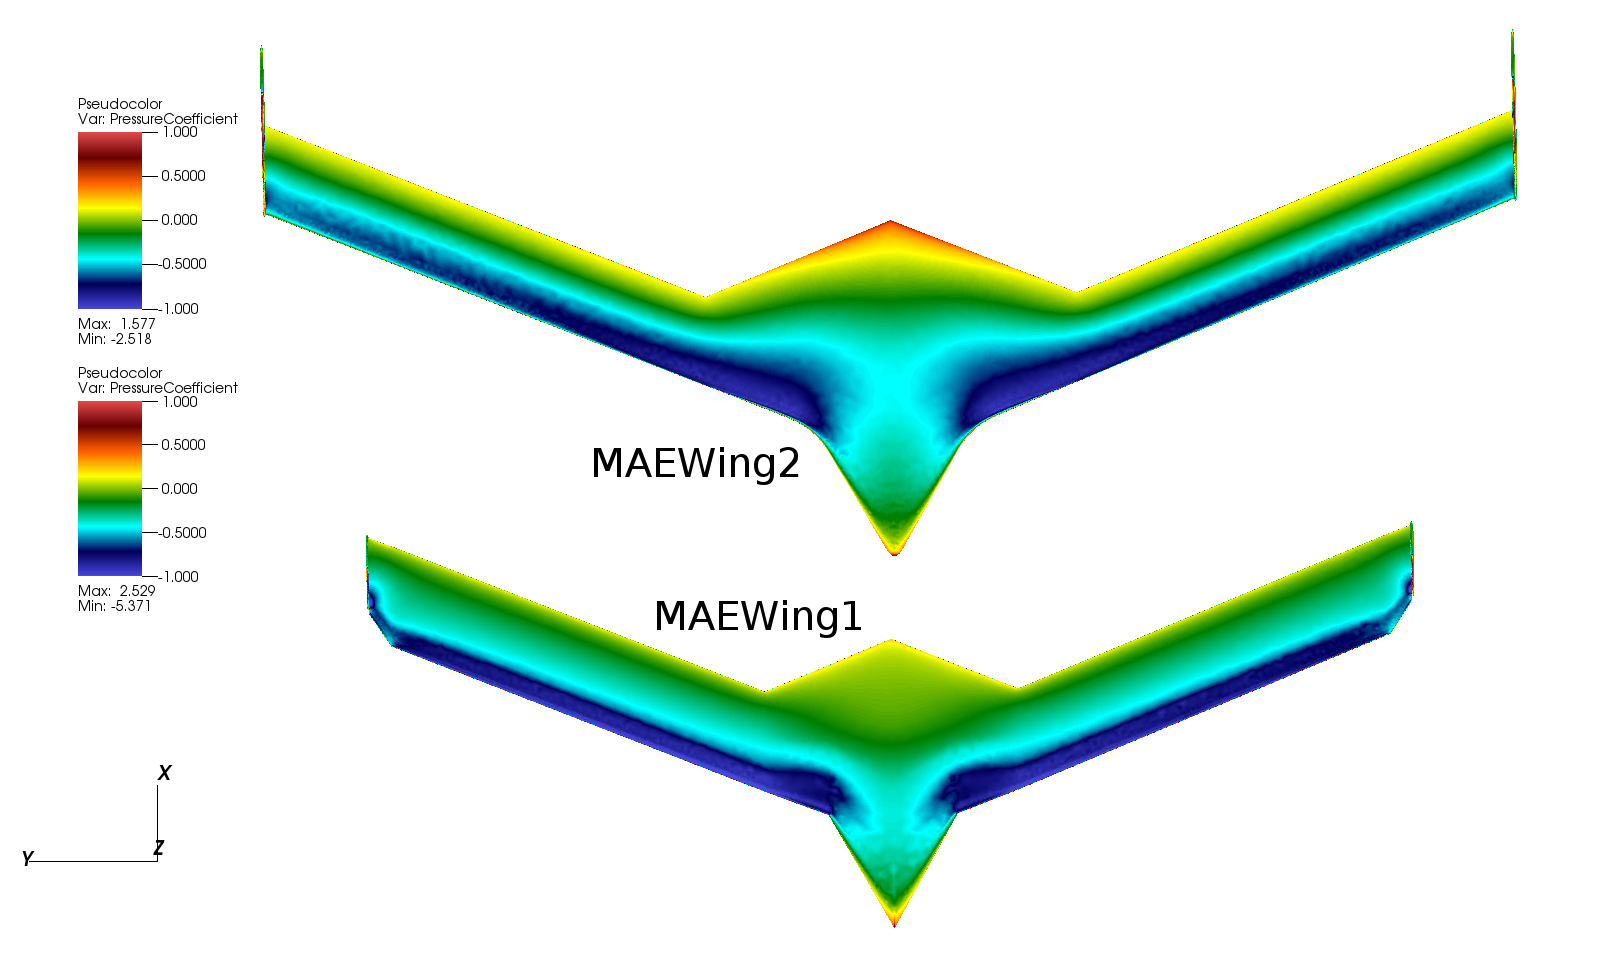 Pseudocolor
Var: PressureCoefficient
1.000
0.5000
0.000
-0.5000
-1.000
Max: 1.577
Min: -2.518
Pseudocolor
Var: PressureCoefficient
1.000
0.5000
0.000
-0.5000
-1.000
Max: 2.529
Min: -5.371
MAEWing2
MAEWing1
X
Z
Y